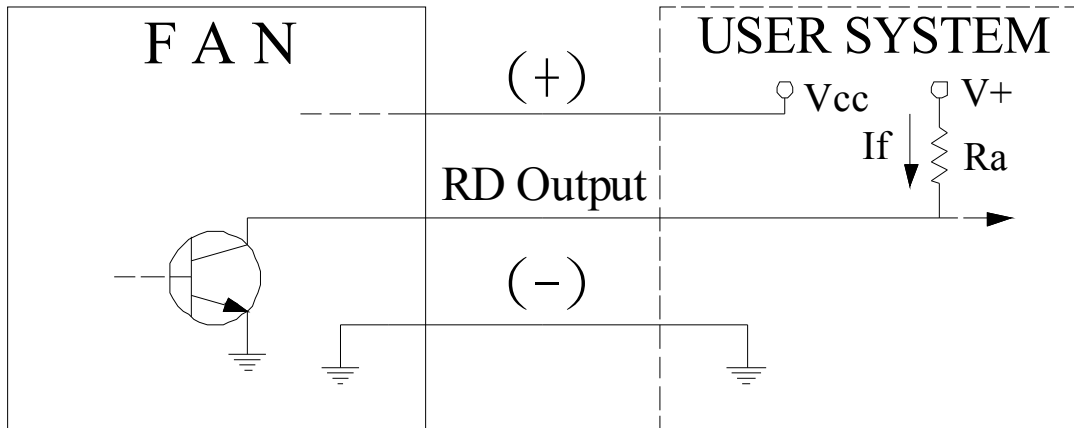 F A N
USER SYSTEM
(+)
Vcc
V+
If
Ra
RD Output
(-)